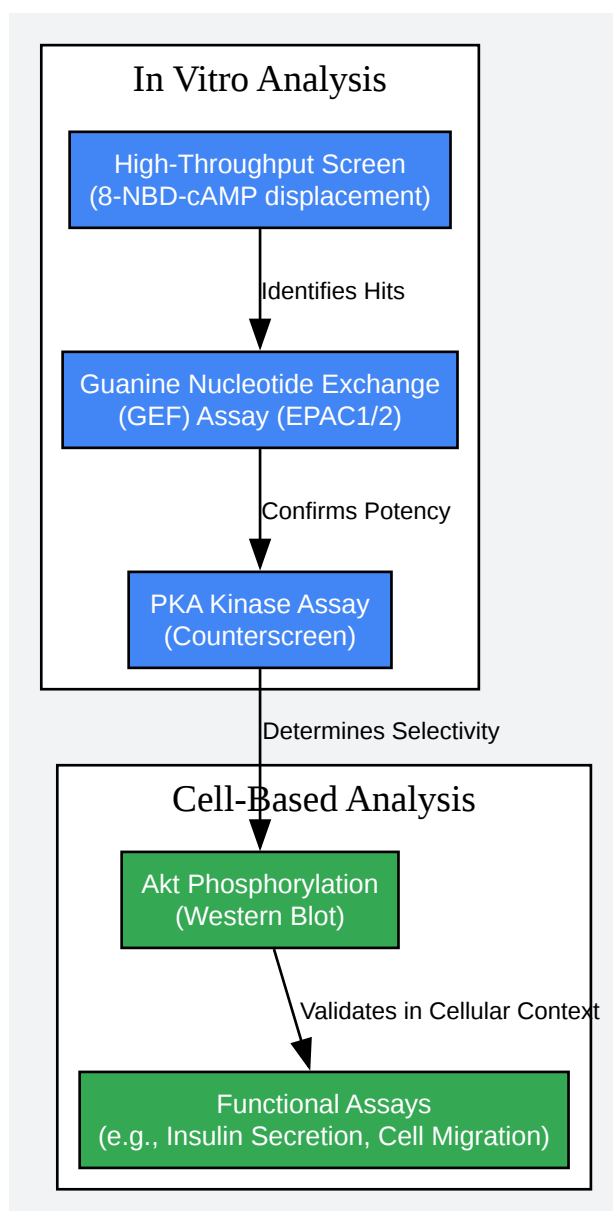 In Vitro Analysis
High-Throughput Screen
(8-NBD-cAMP displacement)
Identifies Hits
Guanine Nucleotide Exchange
(GEF) Assay (EPAC1/2)
Confirms Potency
PKA Kinase Assay
(Counterscreen)
Determines Selectivity
Cell-Based Analysis
Akt Phosphorylation
(Western Blot)
Validates in Cellular Context
Functional Assays
(e.g., Insulin Secretion, Cell Migration)